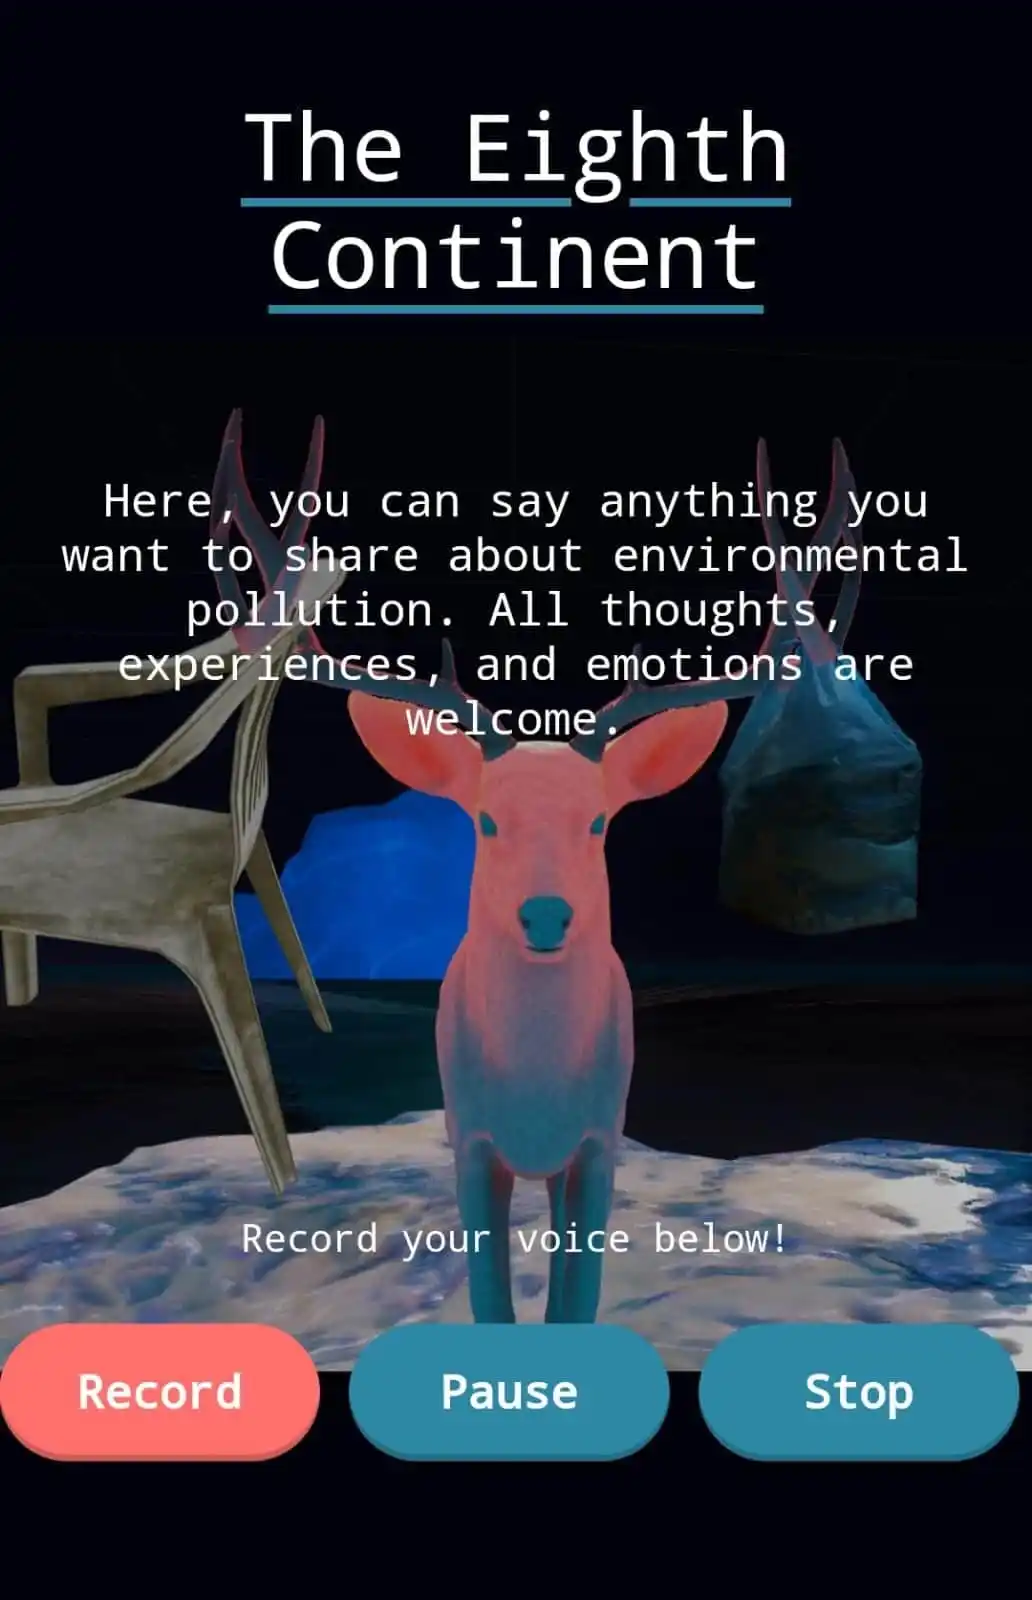 The Eighth
Continent
Here, you can say anything you
want to share about environmental
pollution. All thoughts,
experiences, and emotions are
welcome.
Record your voice below!
Record
Pause
Stop